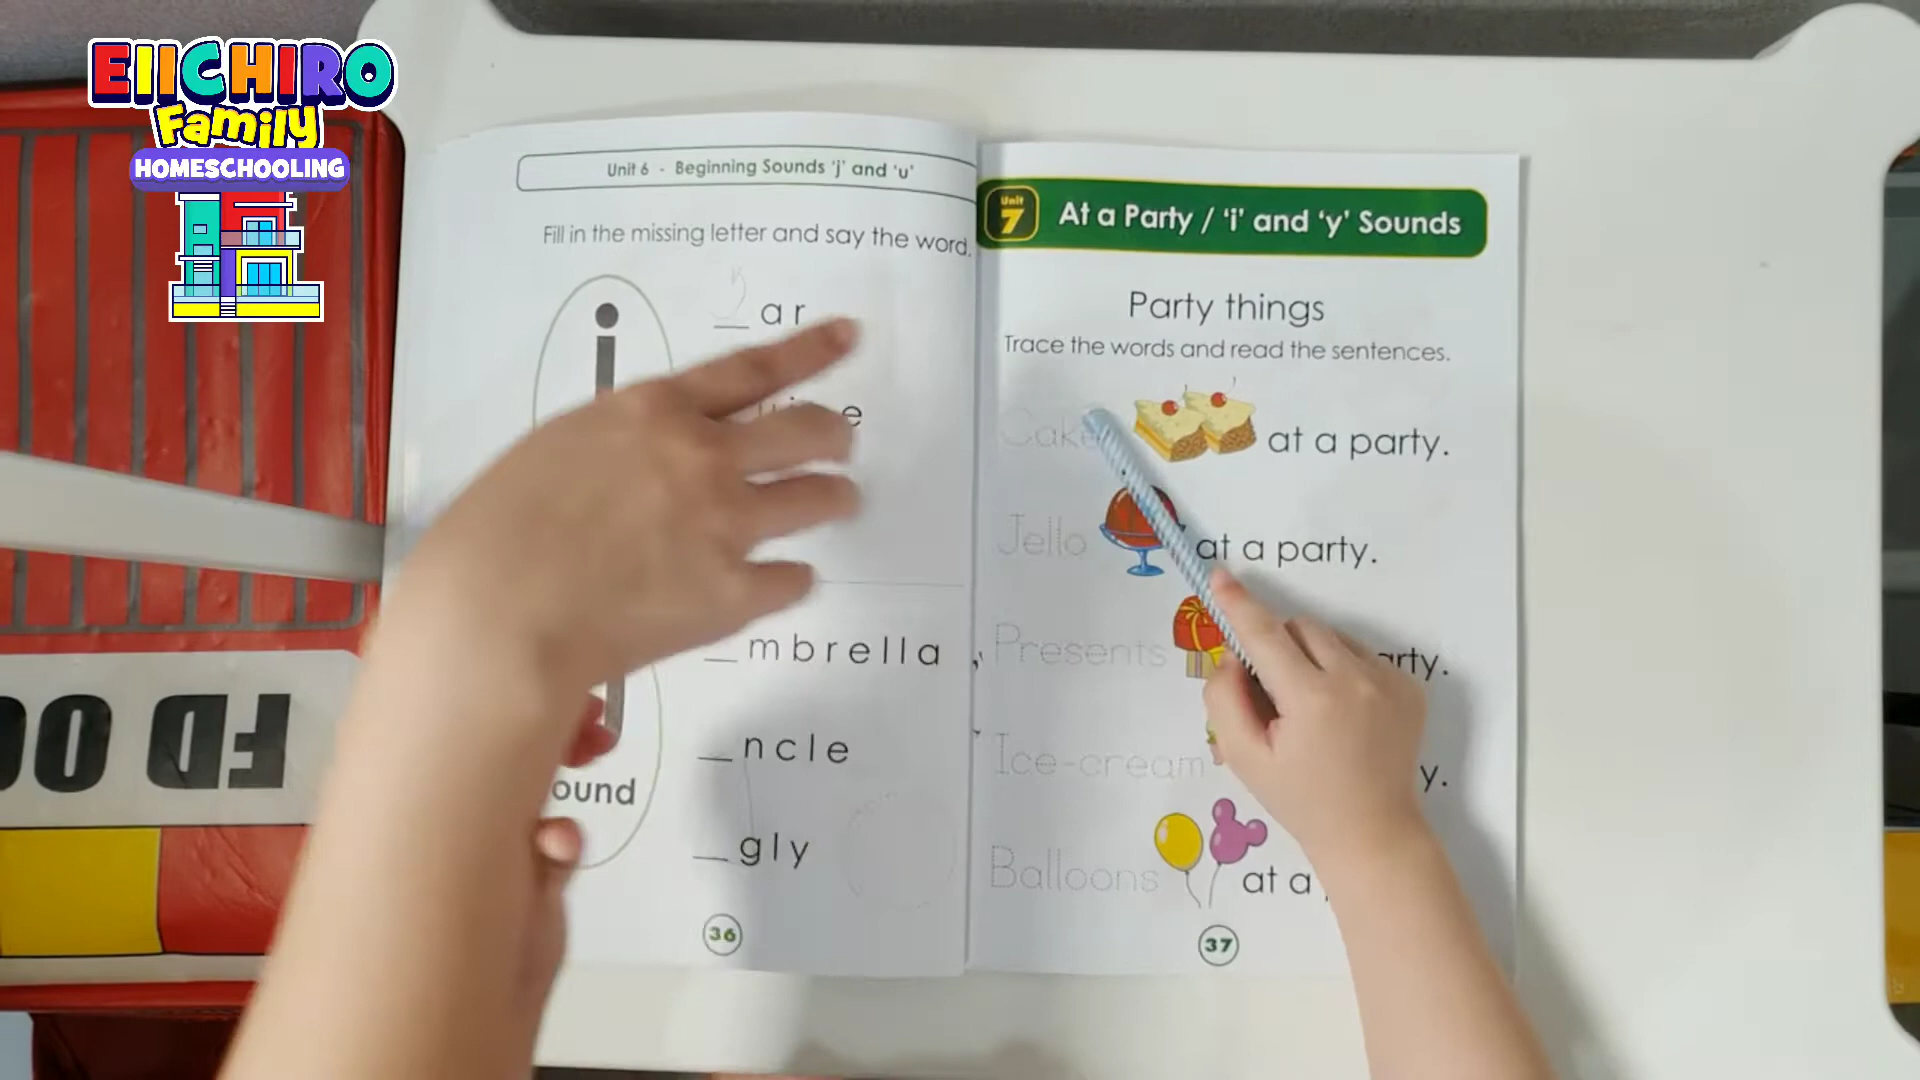 EIICHIRO
Family
HOMESCHOOLING
Unit 6 - Beginning Sounds 'j' and 'u'
Fill in the missing letter and say the word.
_ ar
e
_ mbrella
_ ncle
ound
_ gly
36
Unit 7
At a Party / 'i' and 'y' Sounds
Party things
Trace the words and read the sentences.
Cake at a party.
Jello at a party.
Presents arty.
Ice-cream y.
Balloons at a
37